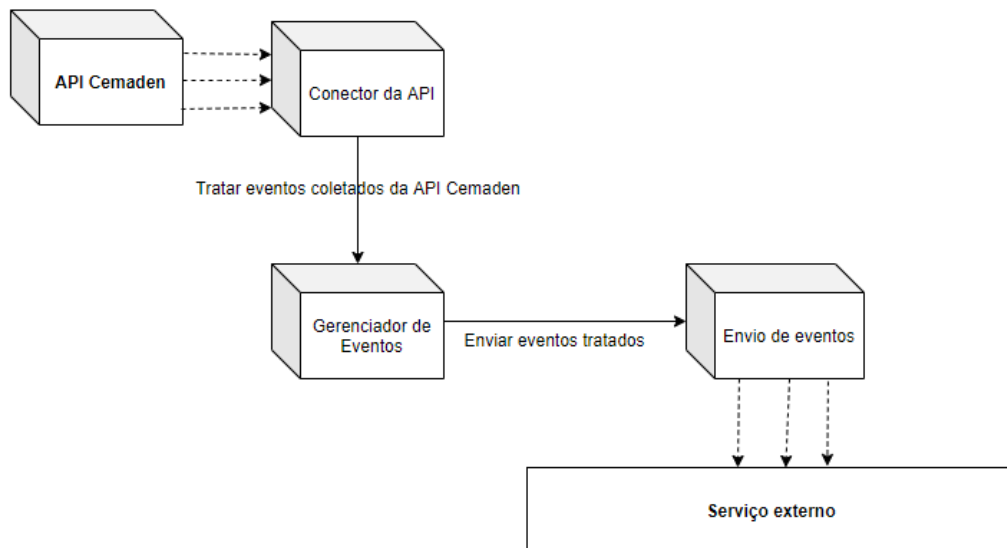 API Cemaden
Conector da API
Tratar eventos coletados da API Cemaden
Gerenciador de
Eventos
Enviar eventos tratados
Envio de eventos
Serviço externo